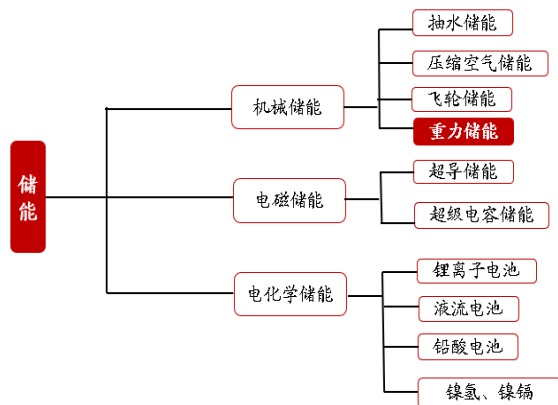 储能
机械储能
抽水储能
压缩空气储能
飞轮储能
重力储能
电磁储能
超导储能
超级电容储能
电化学储能
锂离子电池
液流电池
铅酸电池
镍氢、镍镉